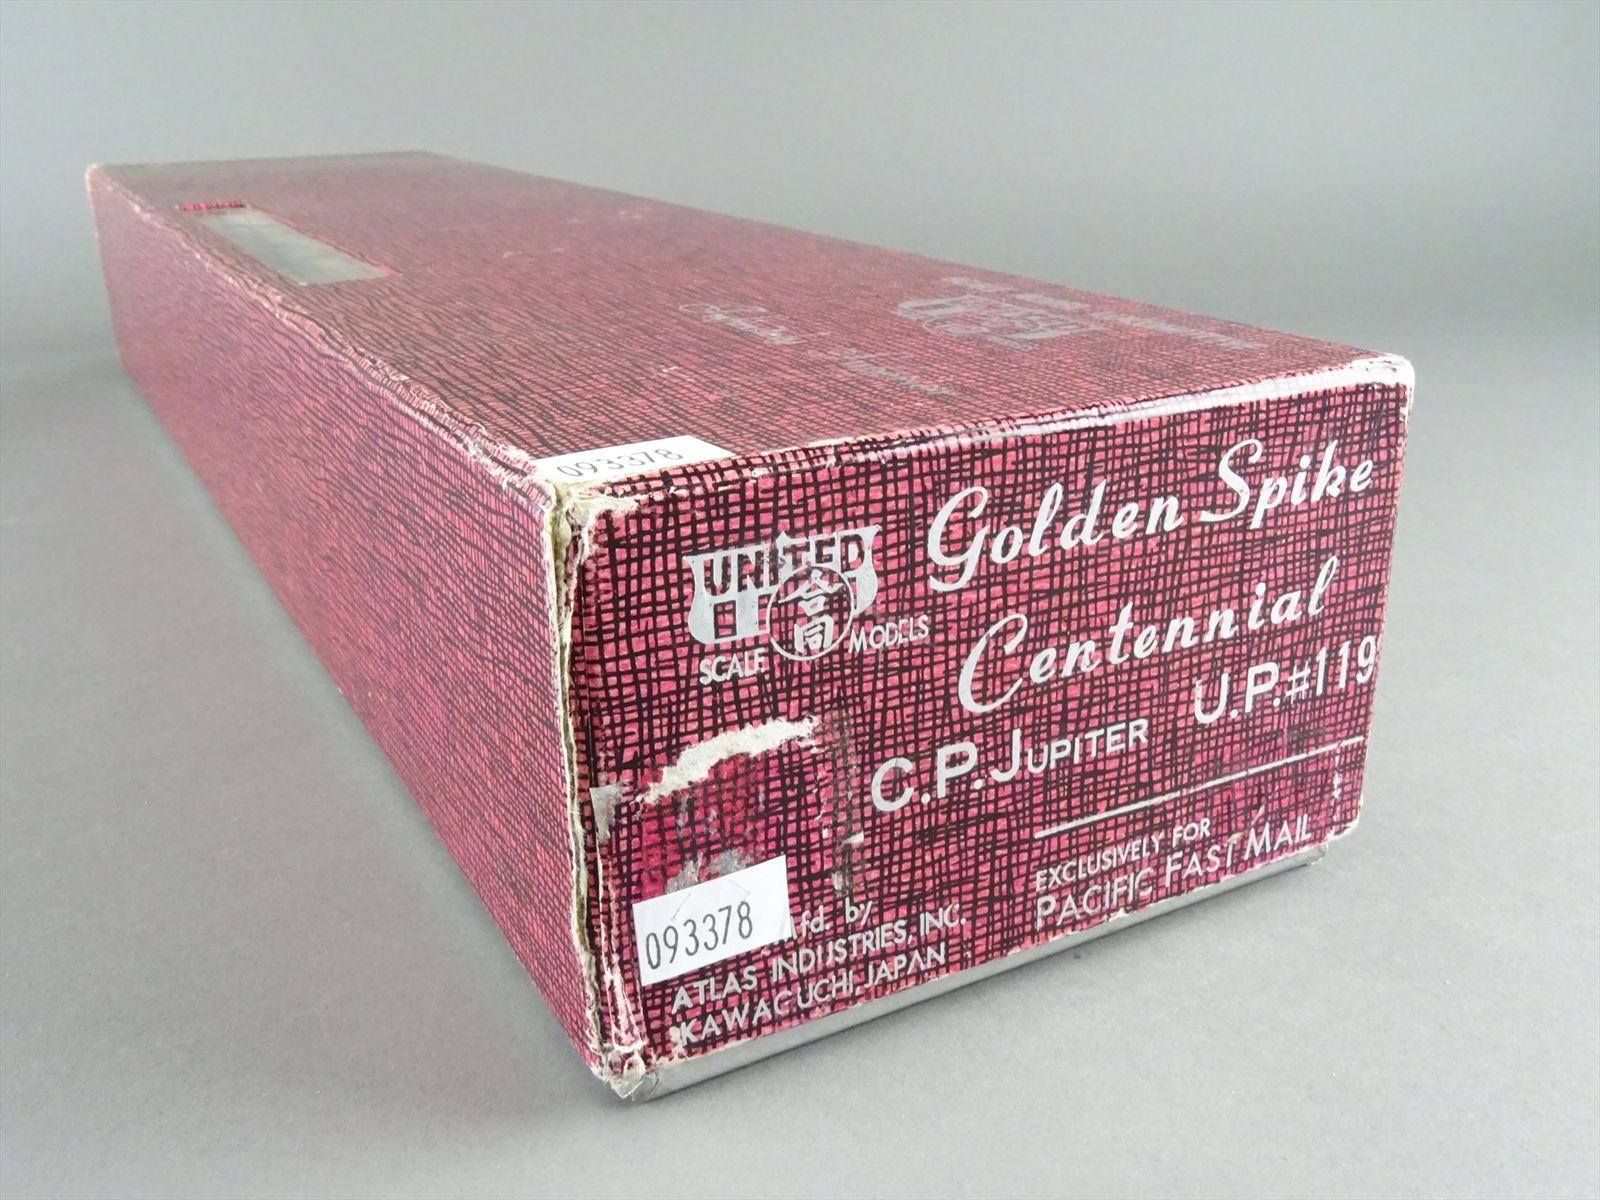 093378
UNITED
合同
SCALE MODELS
Golden Spike
Centennial
C.P. JUPITER U.P. #119
EXCLUSIVELY FOR
PACIFIC FAST MAIL
093378
by
ATLAS INDUSTRIES, INC.
KAWAGUCHI, JAPAN